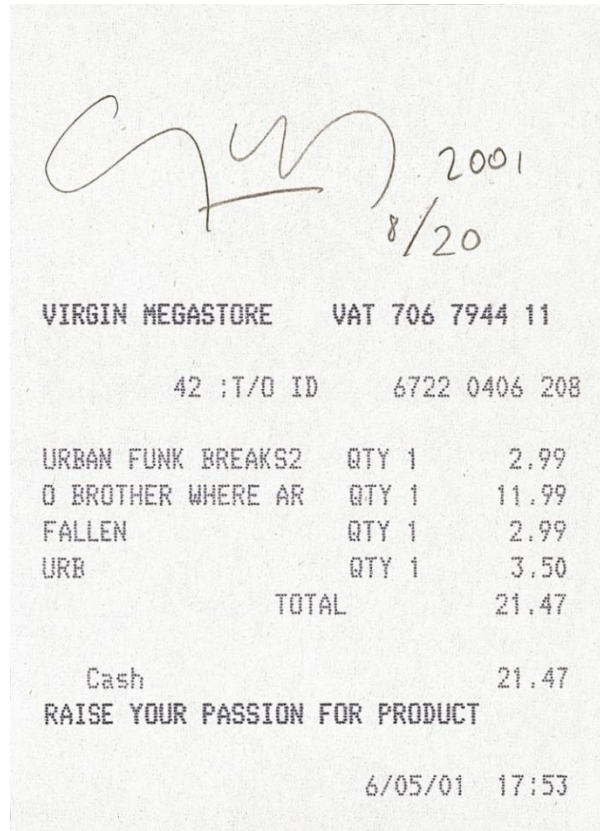 2001
8/20
VIRGIN MEGASTORE VAT 706 7944 11
42 :T/O ID 6722 0406 208
URBAN FUNK BREAKS2 QTY 1 2.99
O BROTHER WHERE AR QTY 1 11.99
FALLEN QTY 1 2.99
URB QTY 1 3.50
TOTAL 21.47
Cash 21.47
RAISE YOUR PASSION FOR PRODUCT
6/05/01 17:53